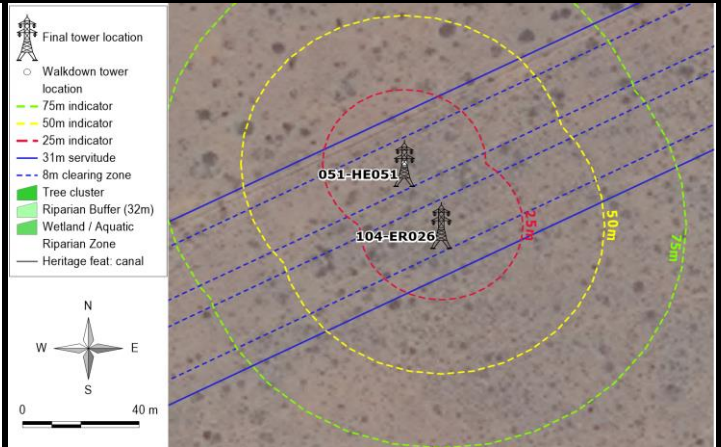 Final tower location
Walkdown tower
location
75m indicator
50m indicator
25m indicator
31m servitude
8m clearing zone
Tree cluster
Riparian Buffer (32m)
Wetland / Aquatic
Riparian Zone
Heritage feat: canal
N
W E
S
0 40 m
051-HE051
104-ER026
25m
50m
75m